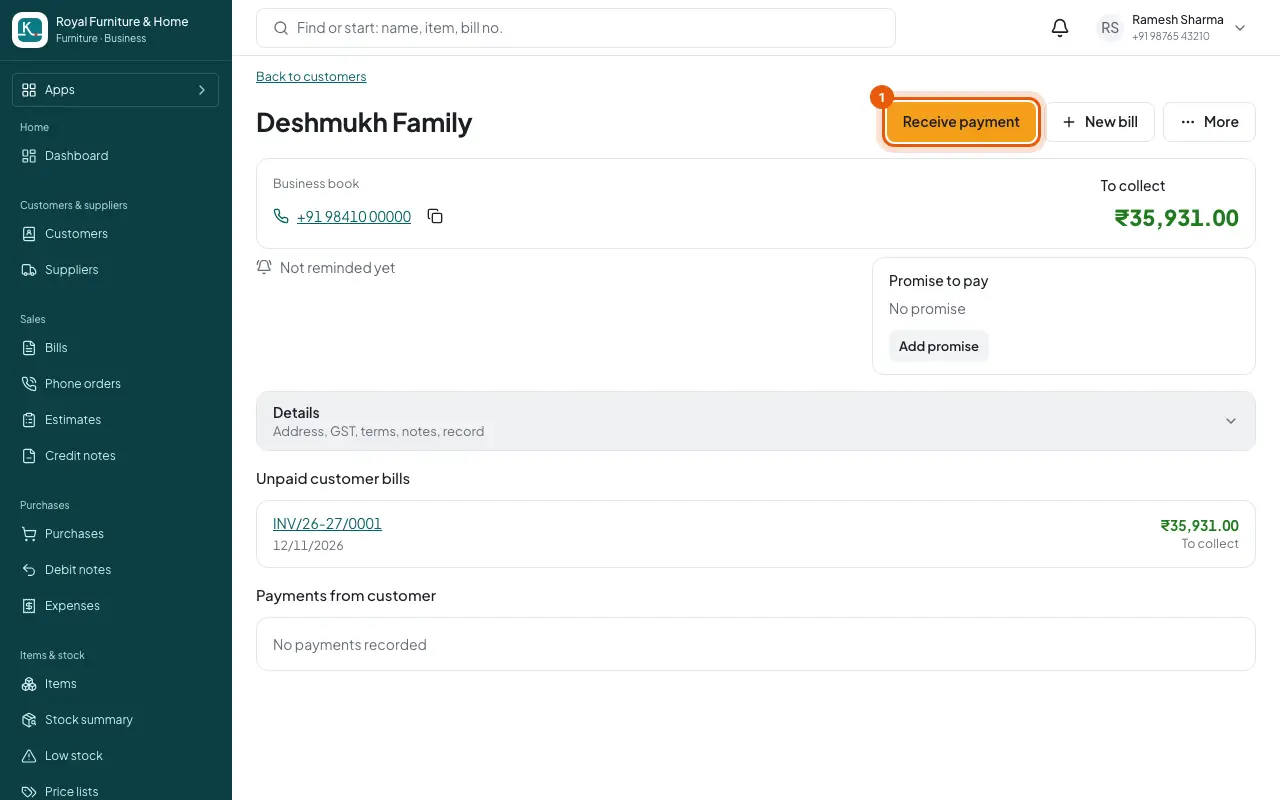 Royal Furniture & Home
Furniture · Business
Apps
Home
Dashboard
Customers & suppliers
Customers
Suppliers
Sales
Bills
Phone orders
Estimates
Credit notes
Purchases
Purchases
Debit notes
Expenses
Items & stock
Items
Stock summary
Low stock
Price lists
Find or start: name, item, bill no.
RS
Ramesh Sharma
+91 98765 43210
Back to customers
Deshmukh Family
1
Receive payment
New bill
More
Business book
+91 98410 00000
To collect
₹35,931.00
Not reminded yet
Promise to pay
No promise
Add promise
Details
Address, GST, terms, notes, record
Unpaid customer bills
INV/26-27/0001
12/11/2026
₹35,931.00
To collect
Payments from customer
No payments recorded